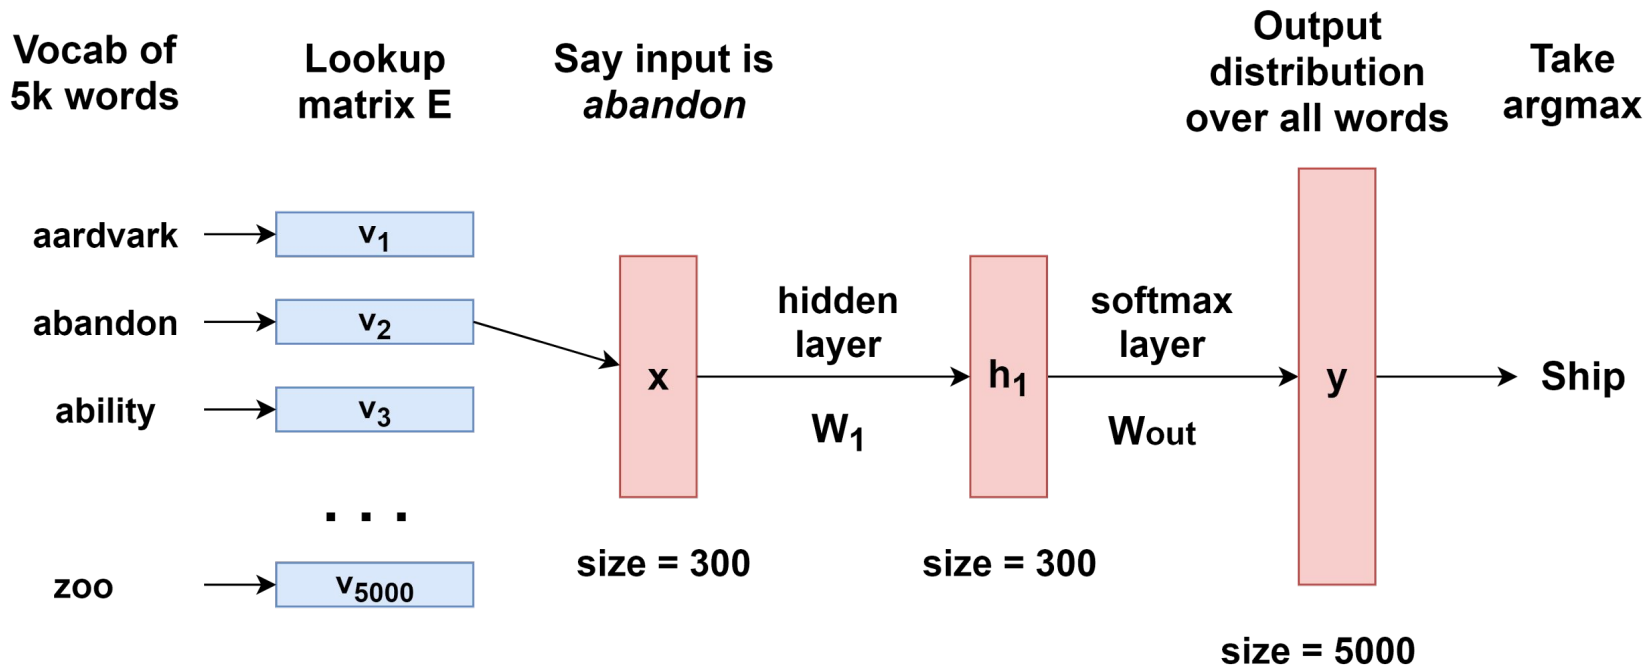 Vocab of
5k words
Lookup
matrix E
Say input is
abandon
Output
distribution
over all words
Take
argmax
aardvark
v1
abandon
v2
ability
v3
. . .
zoo
v5000
x
size = 300
hidden
layer
W1
h1
size = 300
softmax
layer
Wout
y
size = 5000
Ship